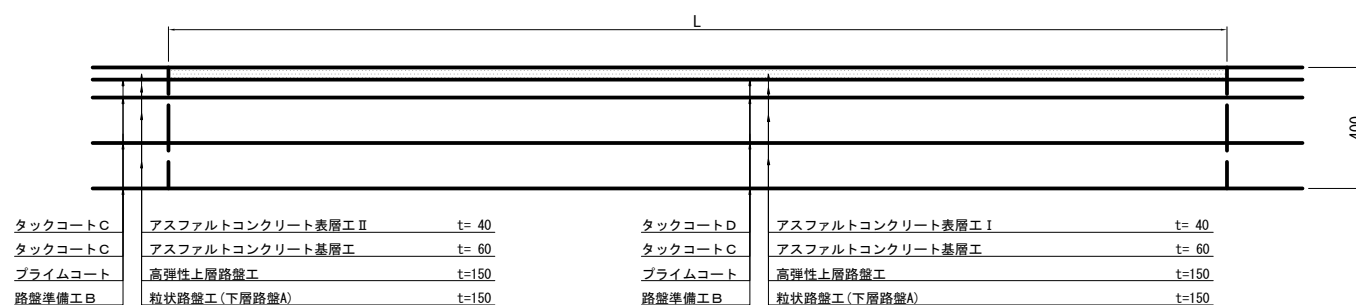 L
400
タックコートC アスファルトコンクリート表層工Ⅱ t= 40
タックコートC アスファルトコンクリート基層工 t= 60
プライムコート 高弾性上層路盤工 t=150
路盤準備工B 粒状路盤工(下層路盤A) t=150
タックコートD アスファルトコンクリート表層工Ⅰ t= 40
タックコートC アスファルトコンクリート基層工 t= 60
プライムコート 高弾性上層路盤工 t=150
路盤準備工B 粒状路盤工(下層路盤A) t=150